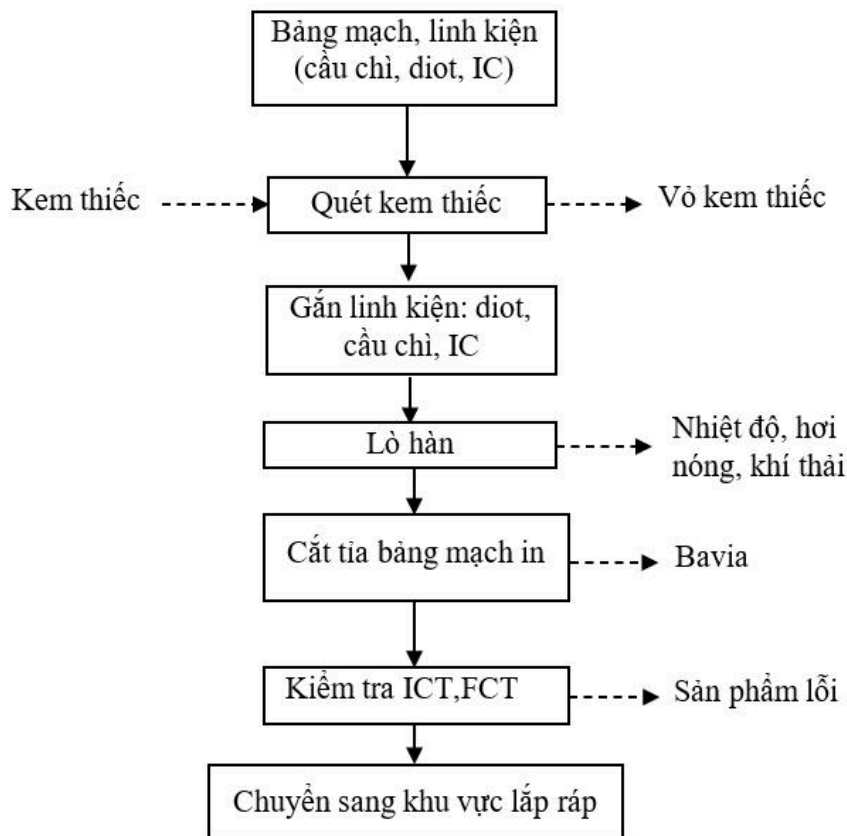 Bảng mạch, linh kiện
(cầu chì, diot, IC)
Kem thiếc
Quét kem thiếc
Vỏ kem thiếc
Gắn linh kiện: diot,
cầu chì, IC
Lò hàn
Nhiệt độ, hơi
nóng, khí thải
Cắt tỉa bảng mạch in
Bavia
Kiểm tra ICT,FCT
Sản phẩm lỗi
Chuyển sang khu vực lắp ráp